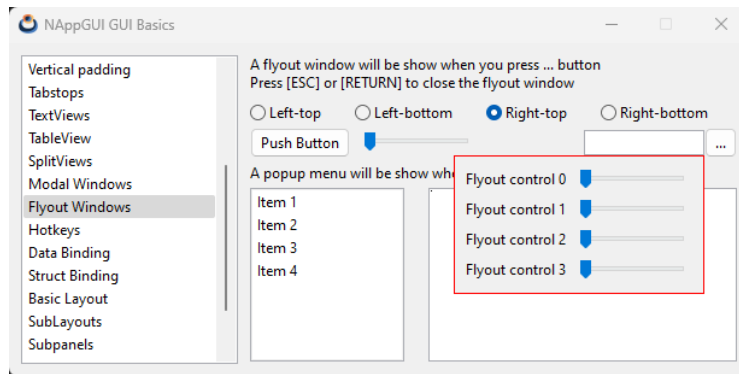 NAppGUI GUI Basics
Vertical padding
Tabstops
TextViews
TableView
SplitViews
Modal Windows
Flyout Windows
Hotkeys
Data Binding
Struct Binding
Basic Layout
SubLayouts
Subpanels
A flyout window will be show when you press ... button
Press [ESC] or [RETURN] to close the flyout window
Left-top Left-bottom Right-top Right-bottom
Push Button ...
A popup menu will be show
Item 1
Item 2
Item 3
Item 4
Flyout control 0
Flyout control 1
Flyout control 2
Flyout control 3